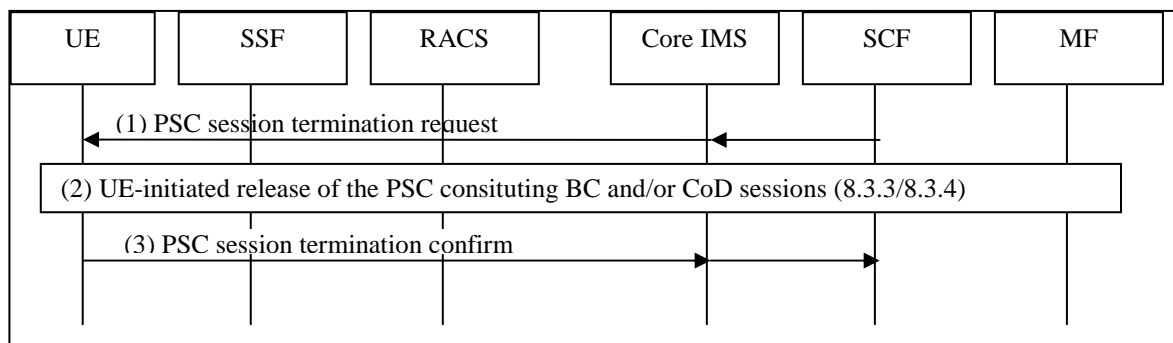 UE SSF RACS Core IMS SCF MF
(1) PSC session termination request
(2) UE-initiated release of the PSC consituting BC and/or CoD sessions (8.3.3/8.3.4)
(3) PSC session termination confirm